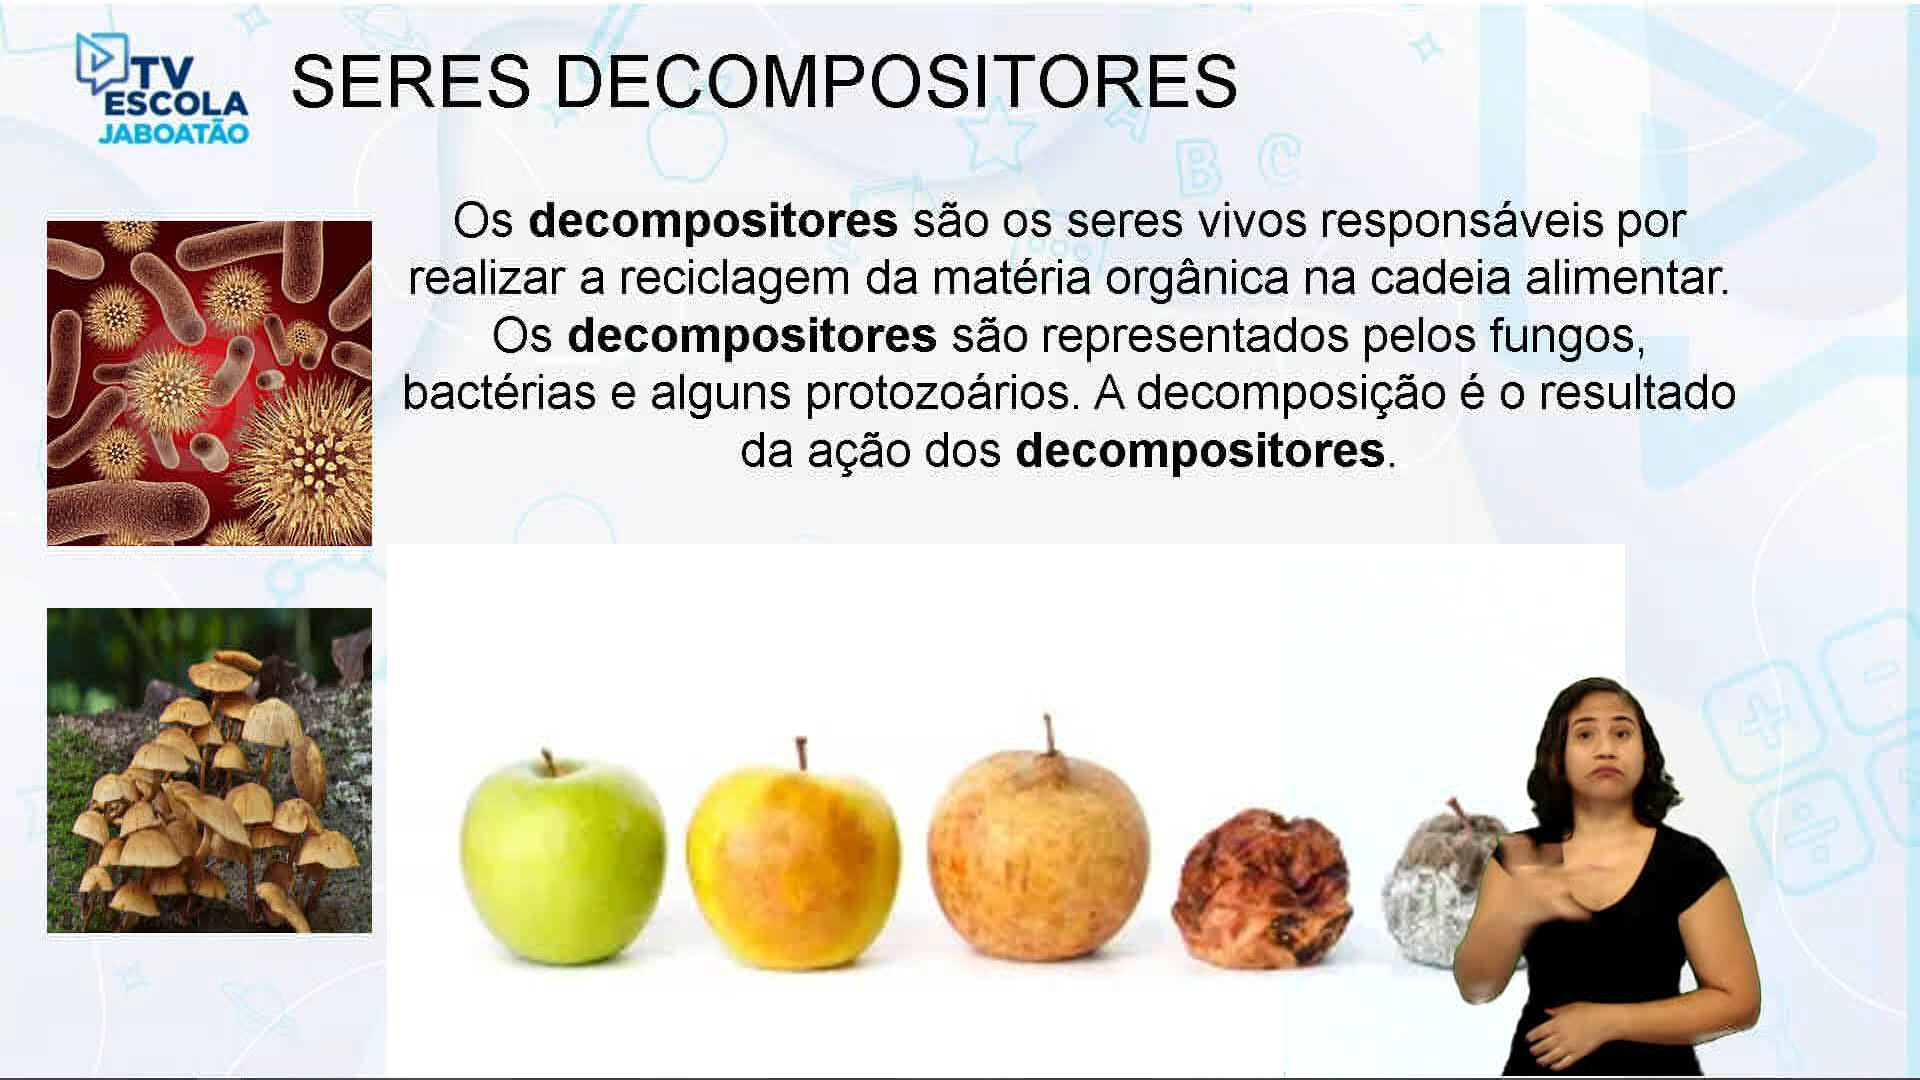 TV
ESCOLA
JABOATÃO
SERES DECOMPOSITORES
A
B C
Os decompositores são os seres vivos responsáveis por
realizar a reciclagem da matéria orgânica na cadeia alimentar.
Os decompositores são representados pelos fungos,
bactérias e alguns protozoários. A decomposição é o resultado
da ação dos decompositores.